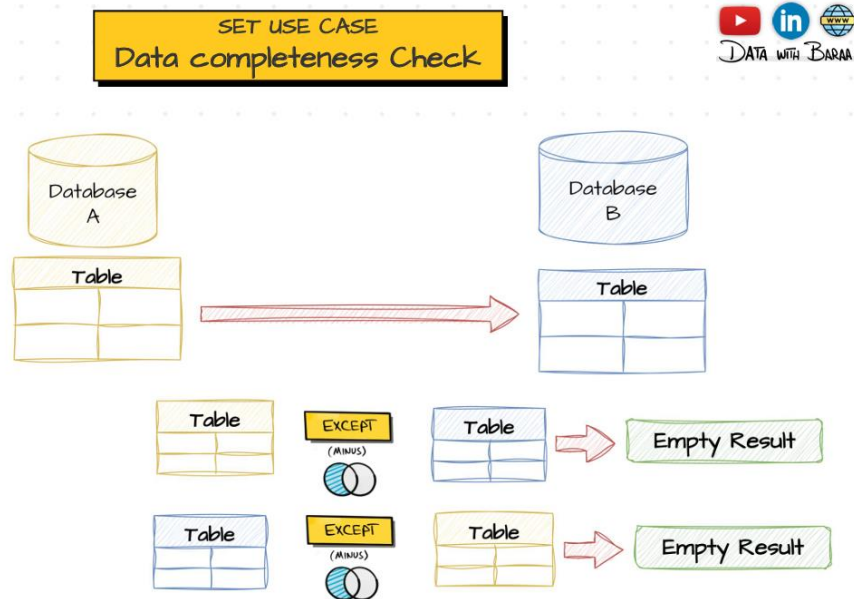 SET USE CASE
Data completeness Check
www
DATA WITH BARAA
Database
A
Database
B
Table
Table
Table
EXCEPT
(MINUS)
Table
Empty Result
Table
EXCEPT
(MINUS)
Table
Empty Result